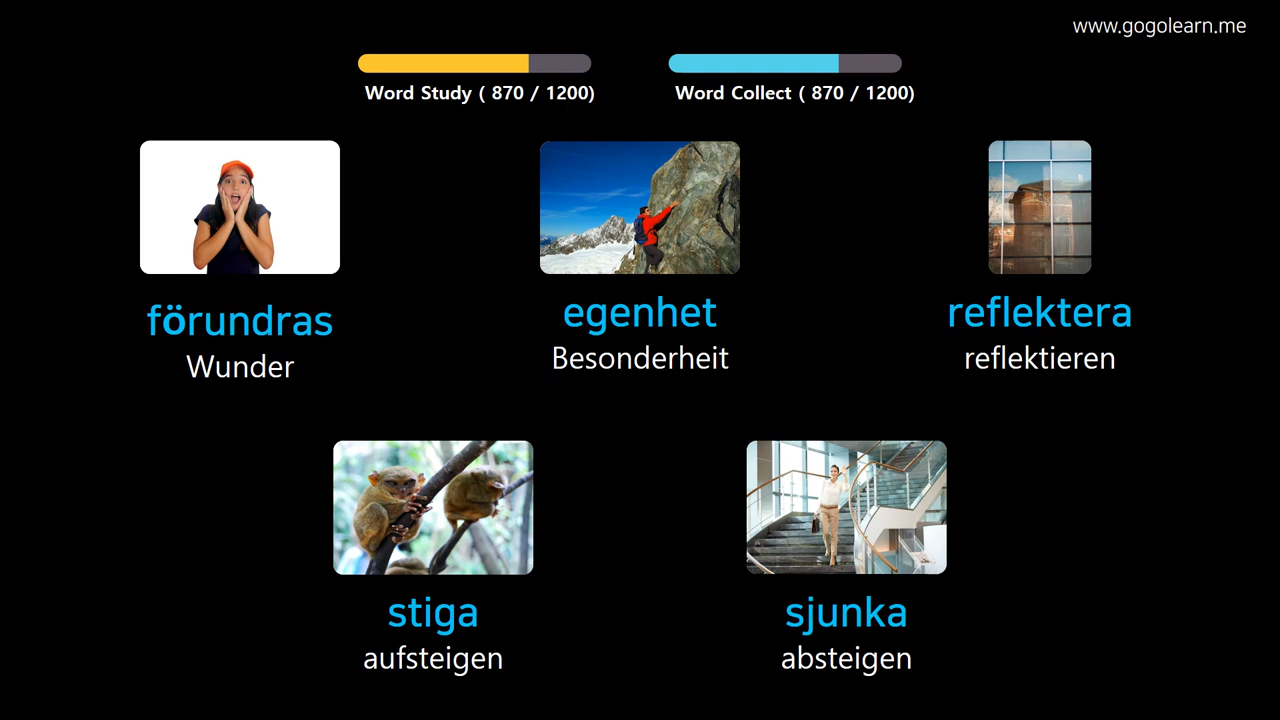 www.gogolearn.me
Word Study ( 870 / 1200)
Word Collect ( 870 / 1200)
förundras
Wunder
egenhet
Besonderheit
reflektera
reflektieren
stiga
aufsteigen
sjunka
absteigen